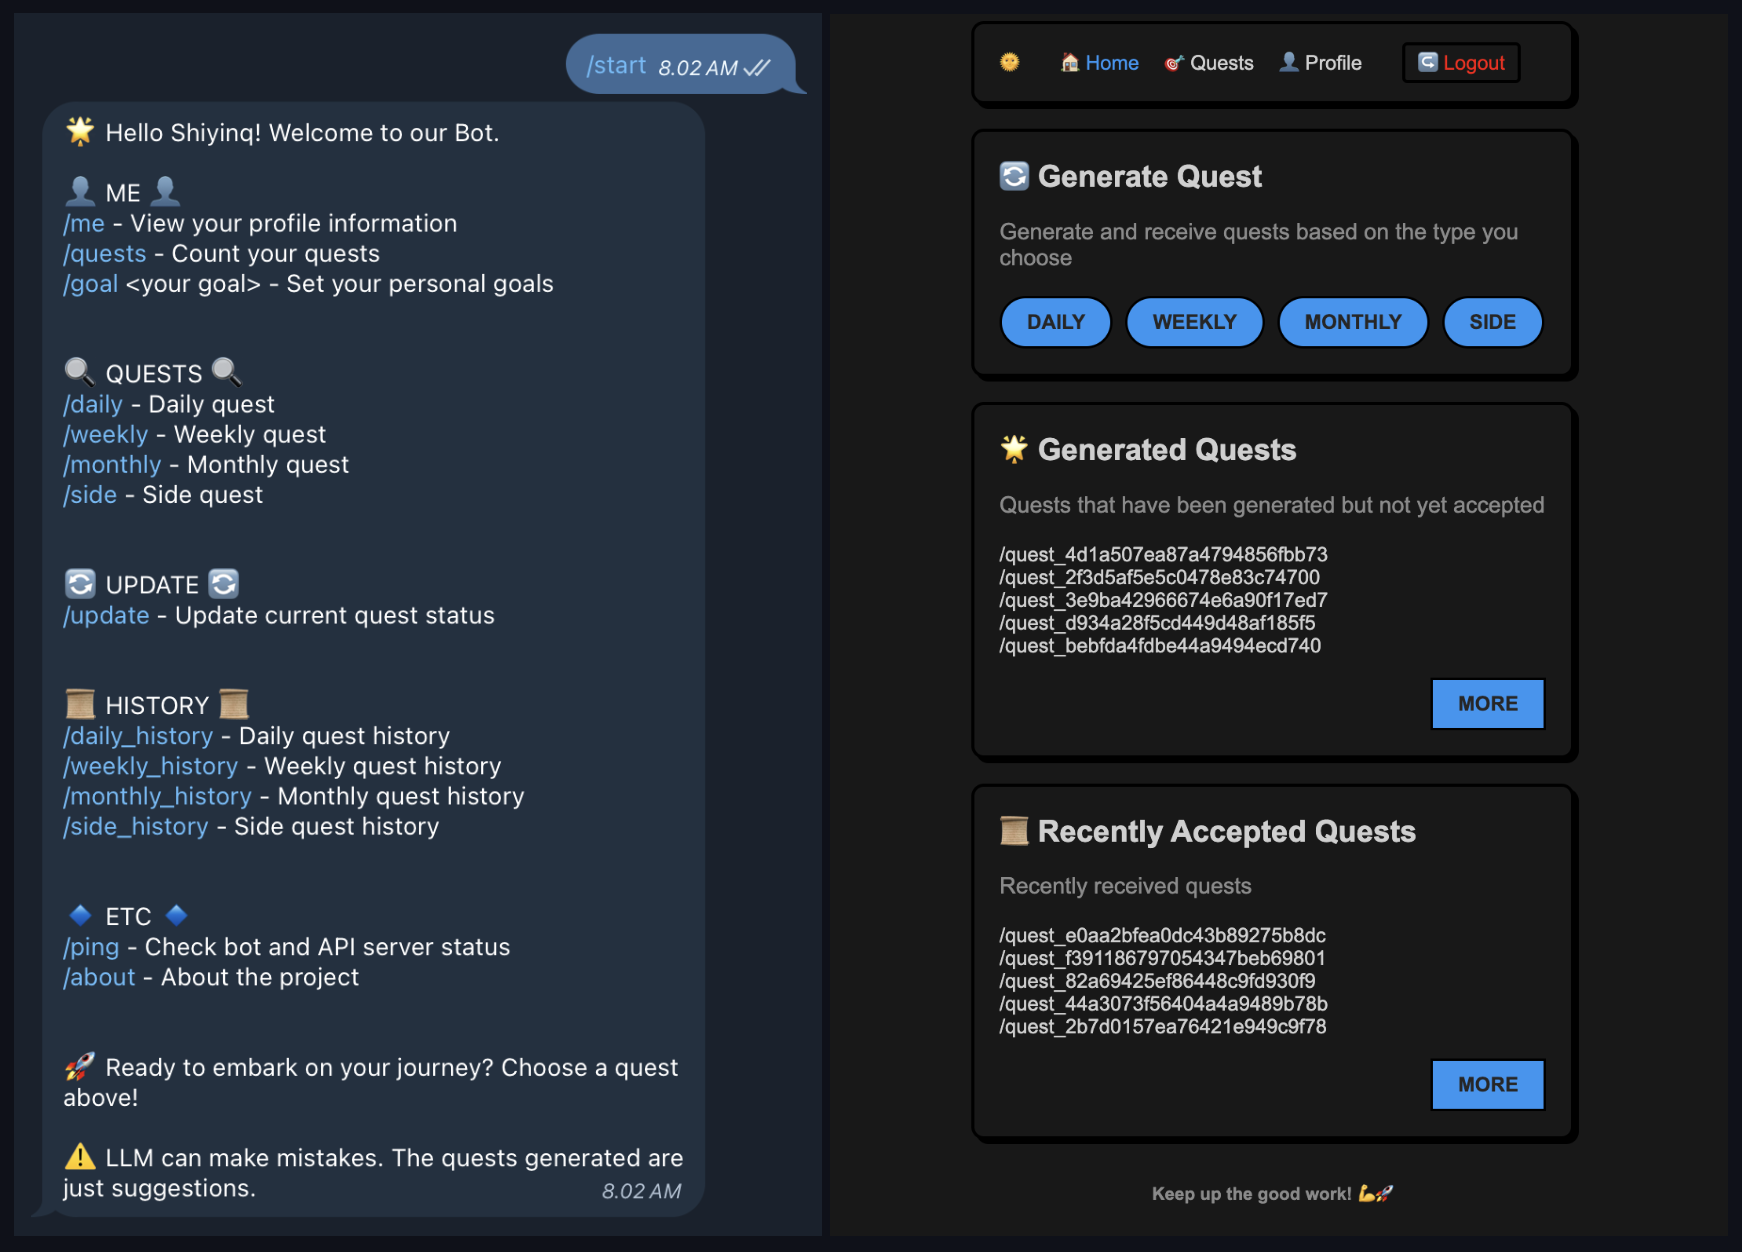 /start 8.02 AM
🌟 Hello Shiyinq! Welcome to our Bot.
👤 ME 👤
/me - View your profile information
/quests - Count your quests
/goal <your goal> - Set your personal goals
🔍 QUESTS 🔍
/daily - Daily quest
/weekly - Weekly quest
/monthly - Monthly quest
/side - Side quest
🔄 UPDATE 🔄
/update - Update current quest status
📜 HISTORY 📜
/daily_history - Daily quest history
/weekly_history - Weekly quest history
/monthly_history - Monthly quest history
/side_history - Side quest history
🔹 ETC 🔹
/ping - Check bot and API server status
/about - About the project
🚀 Ready to embark on your journey? Choose a quest
above!
⚠️ LLM can make mistakes. The quests generated are
just suggestions. 8.02 AM
🌞 🏠 Home 🎯 Quests 👤 Profile ↪️ Logout
🔄 Generate Quest
Generate and receive quests based on the type you
choose
DAILY WEEKLY MONTHLY SIDE
🌟 Generated Quests
Quests that have been generated but not yet accepted
/quest_4d1a507ea87a4794856fbb73
/quest_2f3d5af5e5c0478e83c74700
/quest_3e9ba42966674e6a90f17ed7
/quest_d934a28f5cd449d48af185f5
/quest_bebfda4fdbe44a9494ecd740
MORE
📜 Recently Accepted Quests
Recently received quests
/quest_e0aa2bfea0dc43b89275b8dc
/quest_f391186797054347beb69801
/quest_82a69425ef86448c9fd930f9
/quest_44a3073f56404a4a9489b78b
/quest_2b7d0157ea76421e949c9f78
MORE
Keep up the good work! 💪🚀